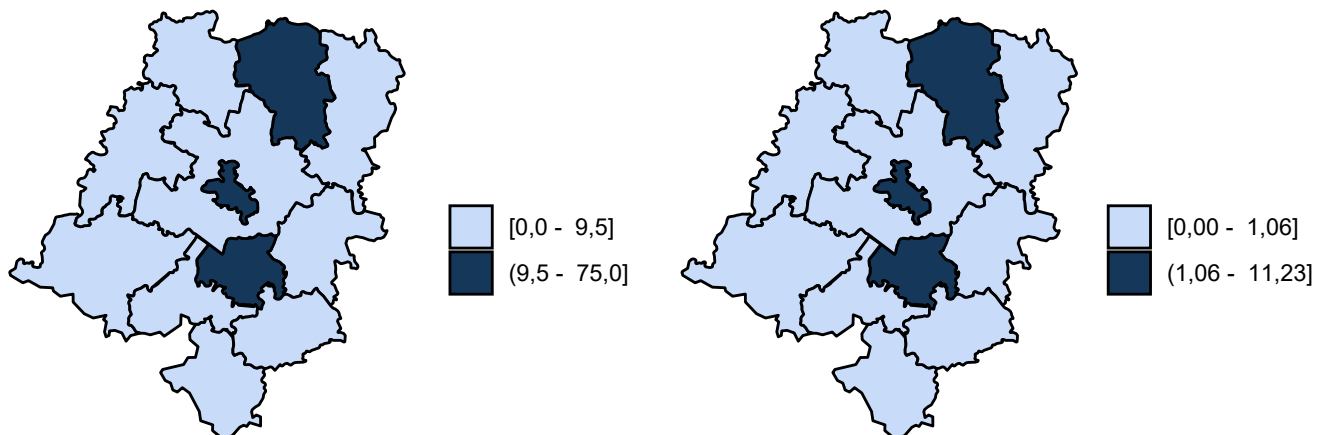 [0,0 - 9,5]
(9,5 - 75,0]
[0,00 - 1,06]
(1,06 - 11,23]